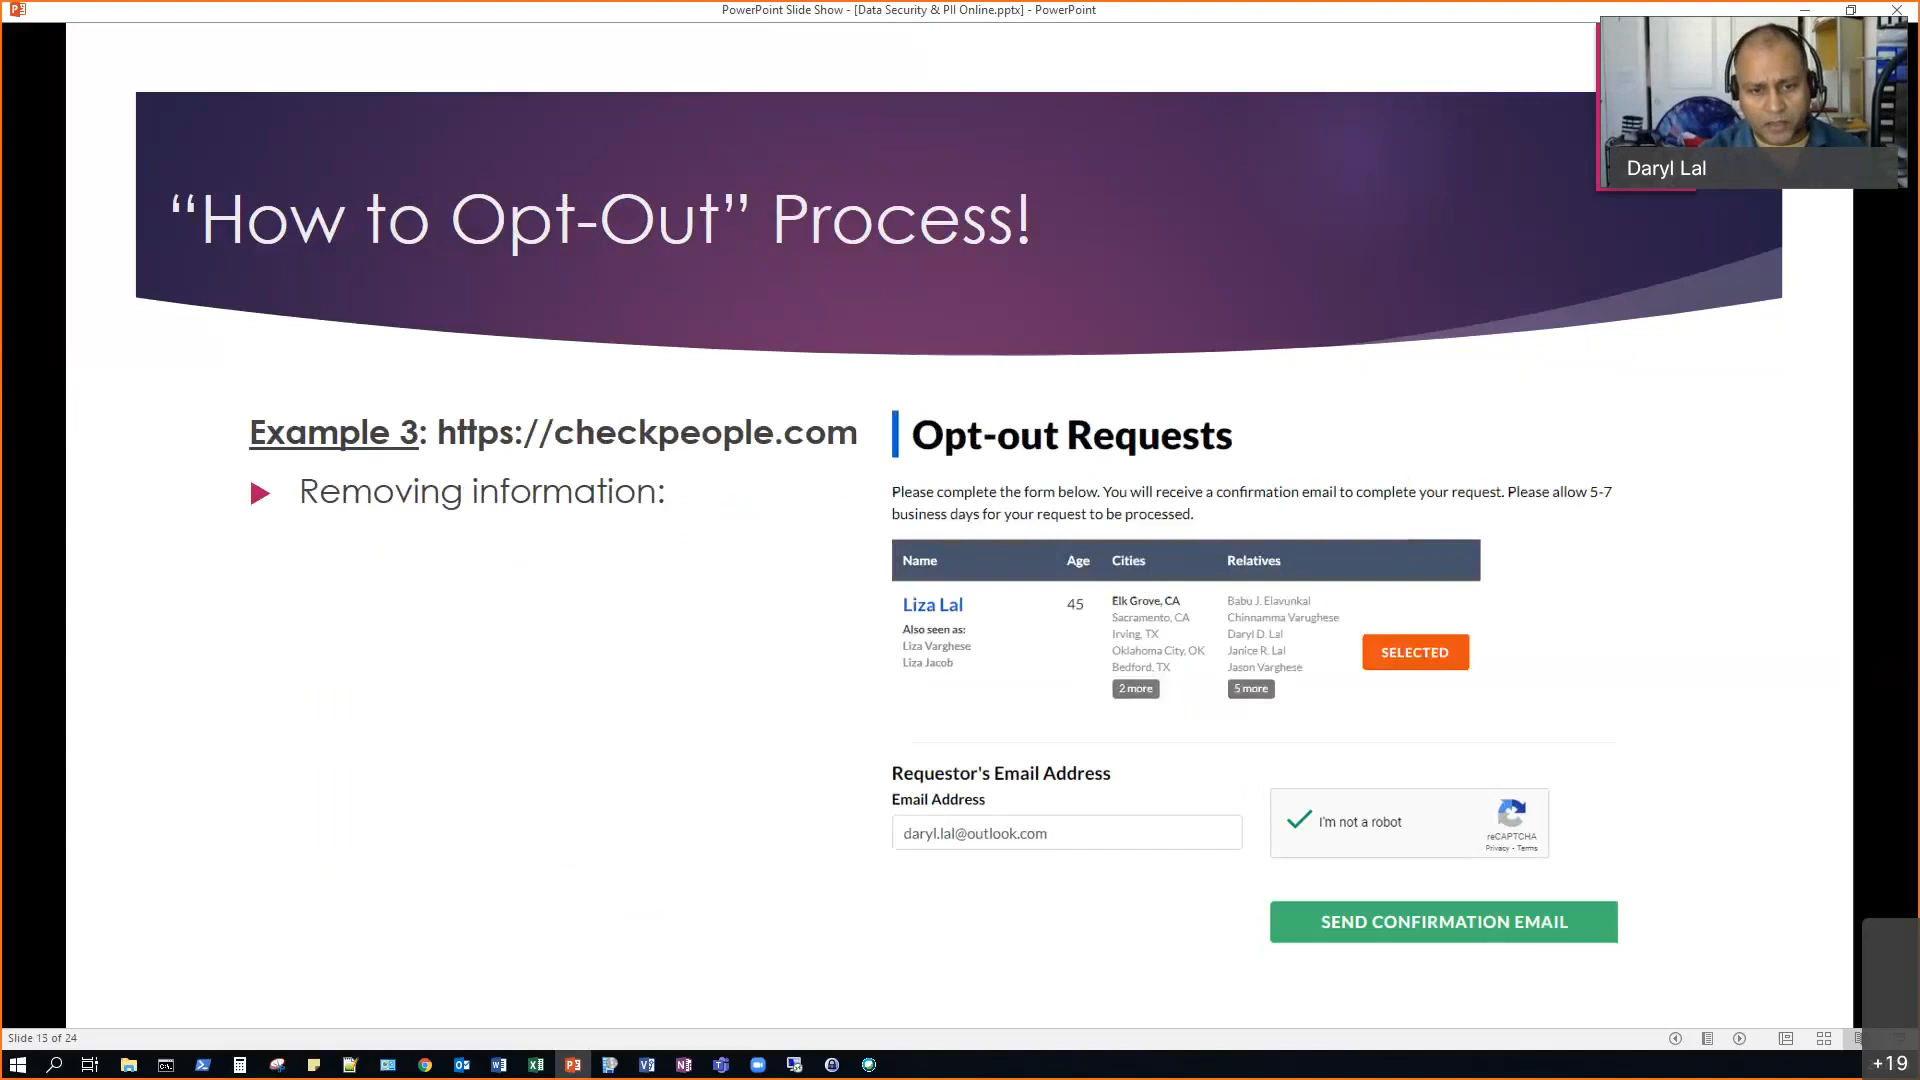 PowerPoint Slide Show - [Data Security & PII Online.pptx] - PowerPoint
Daryl Lal
“How to Opt-Out” Process!
Example 3: https://checkpeople.com
Removing information:
Opt-out Requests
Please complete the form below. You will receive a confirmation email to complete your request. Please allow 5-7
business days for your request to be processed.
Name Age Cities Relatives
Liza Lal 45
Also seen as:
Liza Varghese
Liza Jacob
Elk Grove, CA
Sacramento, CA
Irving, TX
Oklahoma City, OK
Bedford, TX
2 more
Babu J. Elavunkal
Chinnamma Varughese
Daryl D. Lal
Janice R. Lal
Jason Varghese
5 more
SELECTED
Requestor's Email Address
Email Address
daryl.lal@outlook.com
I'm not a robot
reCAPTCHA
Privacy - Terms
SEND CONFIRMATION EMAIL
Slide 15 of 24
+19